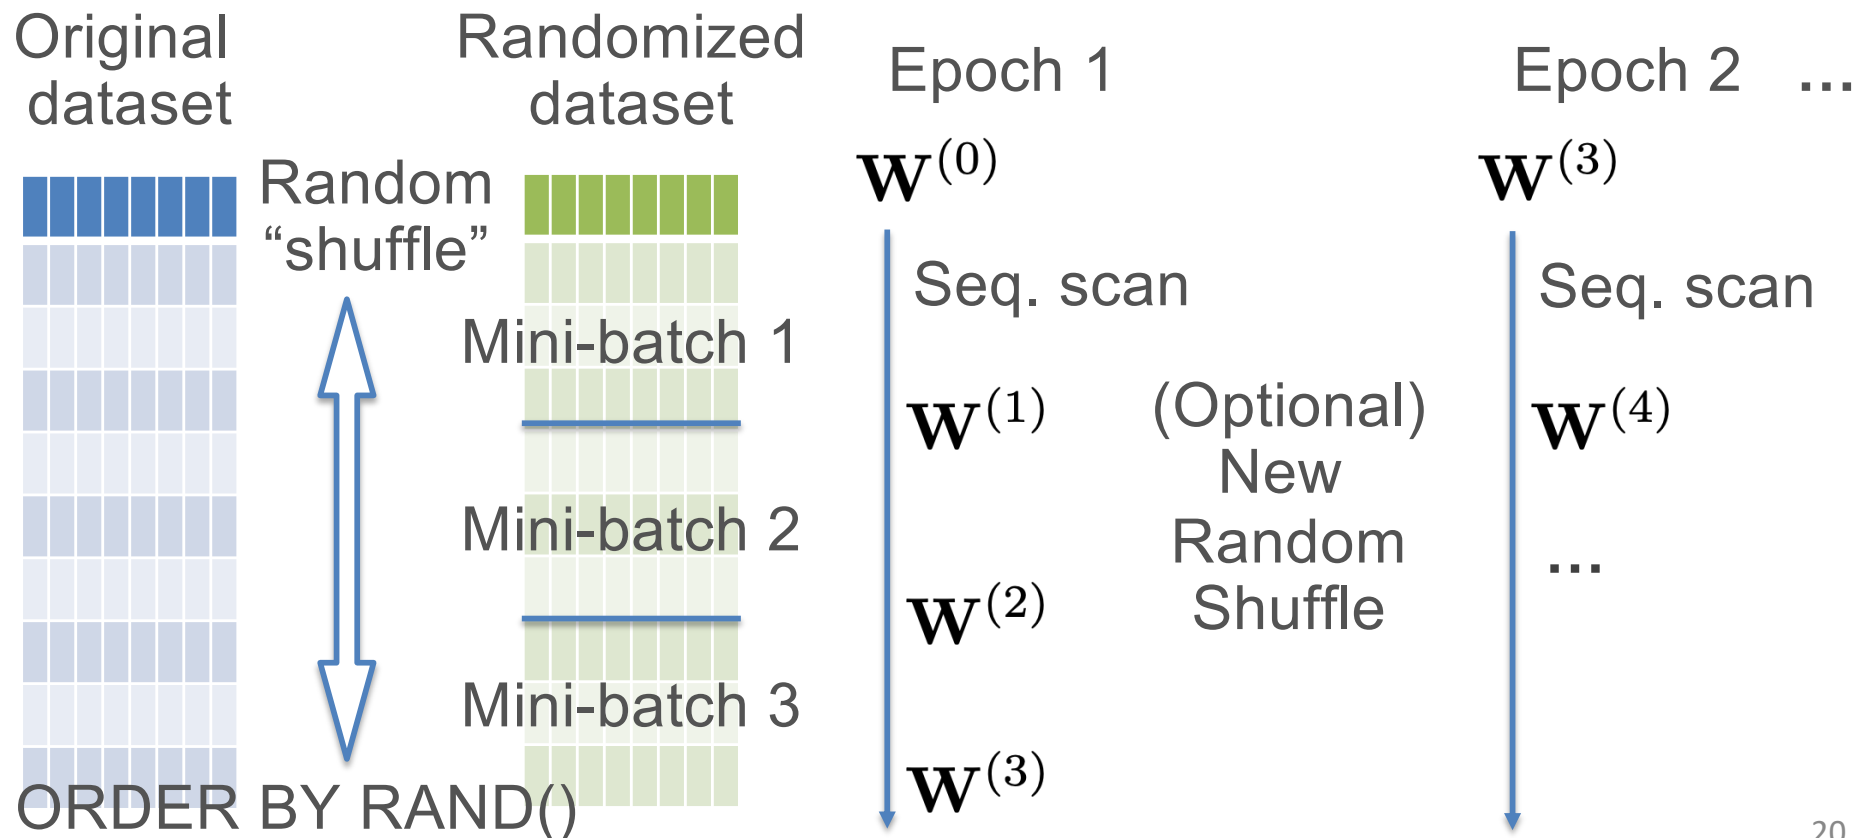 Original
dataset
Random
“shuffle”
ORDER BY RAND()
Randomized
dataset
Mini-batch 1
Mini-batch 2
Mini-batch 3
Epoch 1
W^(0)
Seq. scan
W^(1)
W^(2)
W^(3)
(Optional)
New
Random
Shuffle
Epoch 2 ...
W^(3)
Seq. scan
W^(4)
...
20